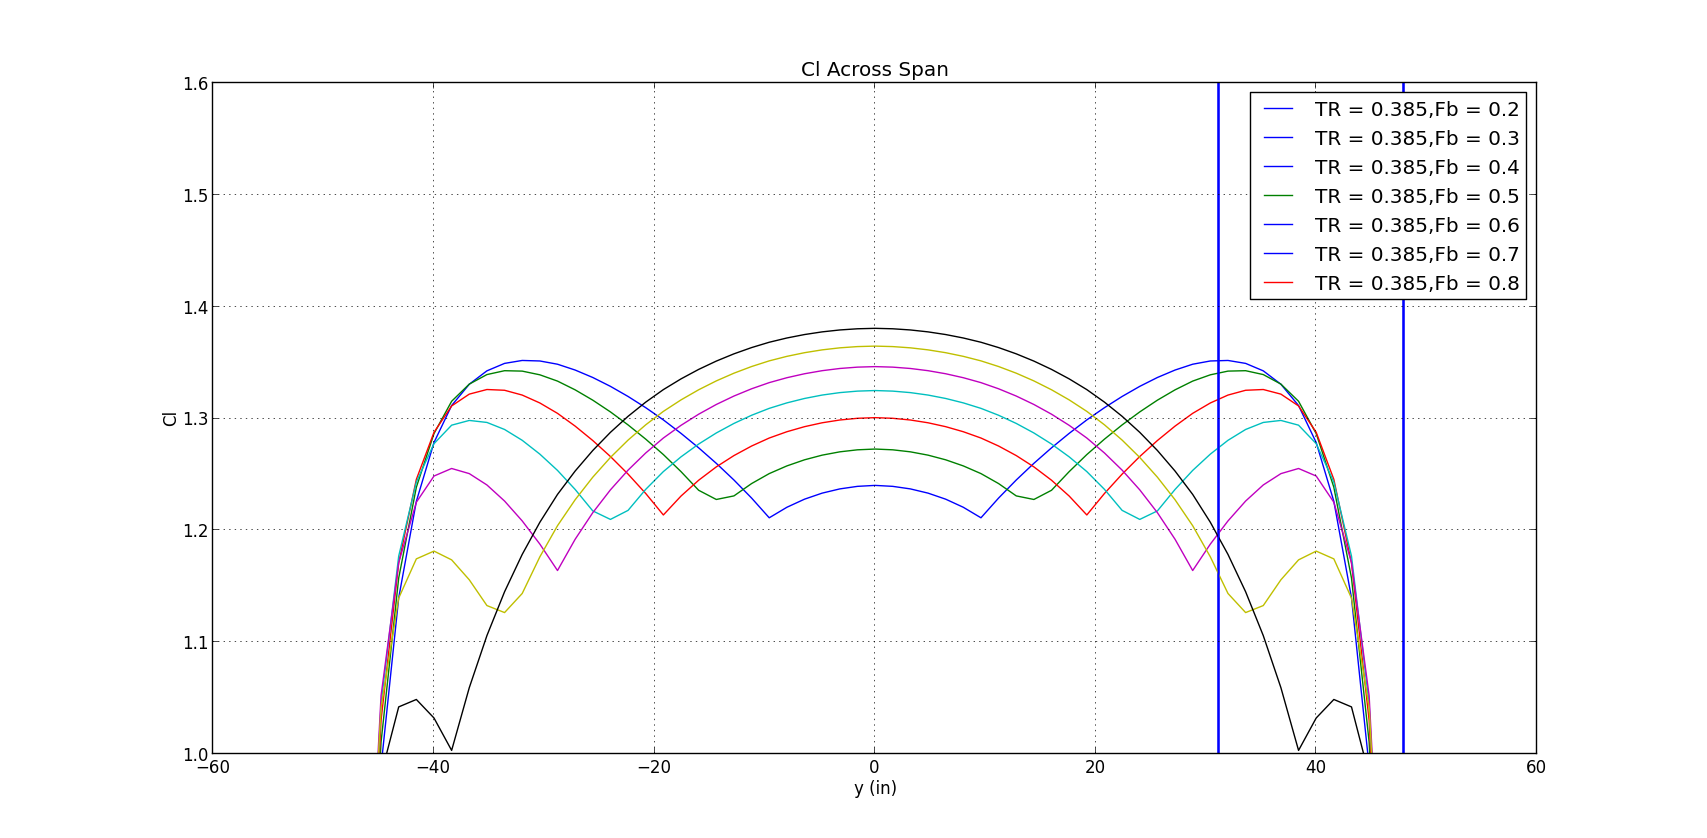 Cl Across Span
1.6
1.5
1.4
1.3
1.2
1.1
1.0
Cl
TR = 0.385,Fb = 0.2
TR = 0.385,Fb = 0.3
TR = 0.385,Fb = 0.4
TR = 0.385,Fb = 0.5
TR = 0.385,Fb = 0.6
TR = 0.385,Fb = 0.7
TR = 0.385,Fb = 0.8
−60 −40 −20 0 20 40 60
y (in)